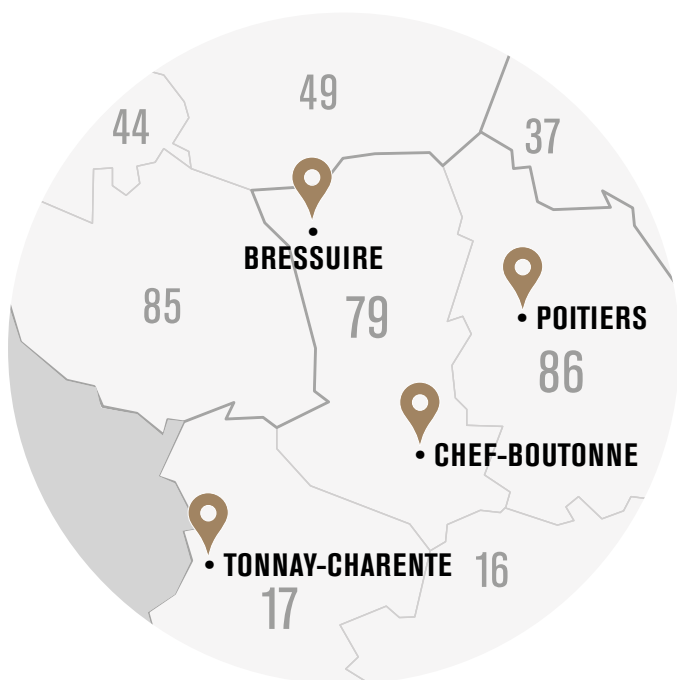 49
44
37
BRESSUIRE
85
79
POITIERS
86
CHEF-BOUTONNE
TONNAY-CHARENTE
16
17